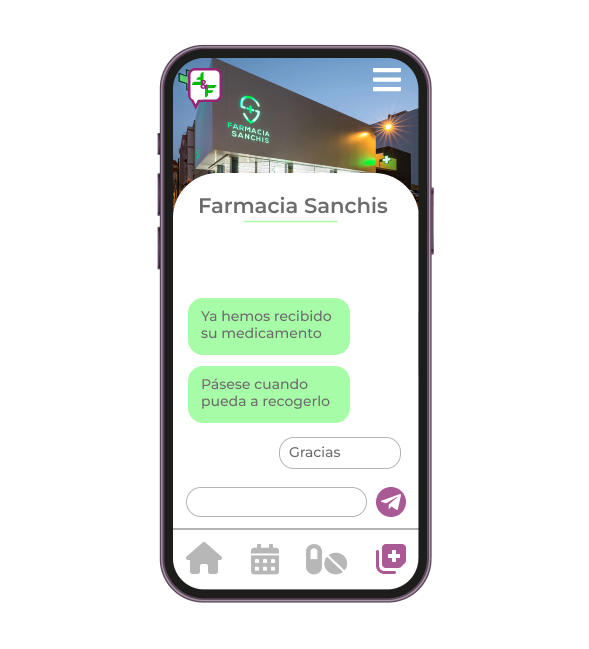 FARMACIA
SANCHIS
Farmacia Sanchis
Ya hemos recibido
su medicamento
Pásese cuando
pueda a recogerlo
Gracias